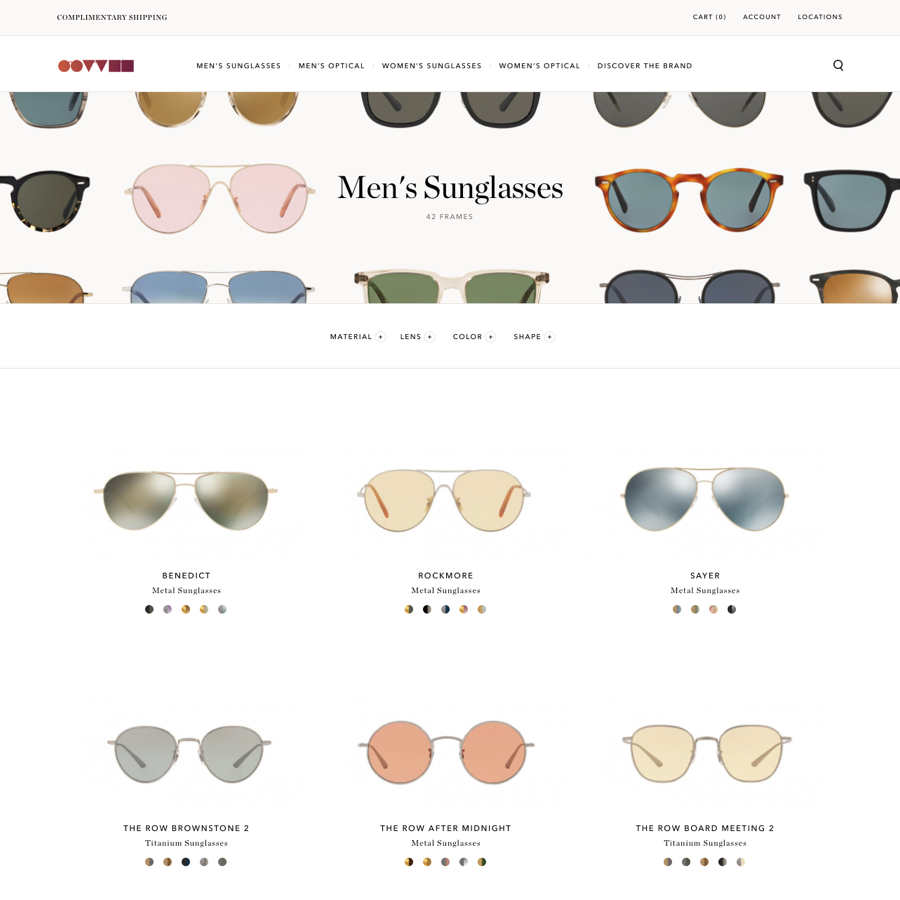 COMPLIMENTARY SHIPPING
CART (0) ACCOUNT LOCATIONS
MEN'S SUNGLASSES / MEN'S OPTICAL / WOMEN'S SUNGLASSES / WOMEN'S OPTICAL / DISCOVER THE BRAND
Men's Sunglasses
42 FRAMES
MATERIAL + LENS + COLOR + SHAPE +
BENEDICT
Metal Sunglasses
ROCKMORE
Metal Sunglasses
SAYER
Metal Sunglasses
THE ROW BROWNSTONE 2
Titanium Sunglasses
THE ROW AFTER MIDNIGHT
Metal Sunglasses
THE ROW BOARD MEETING 2
Titanium Sunglasses